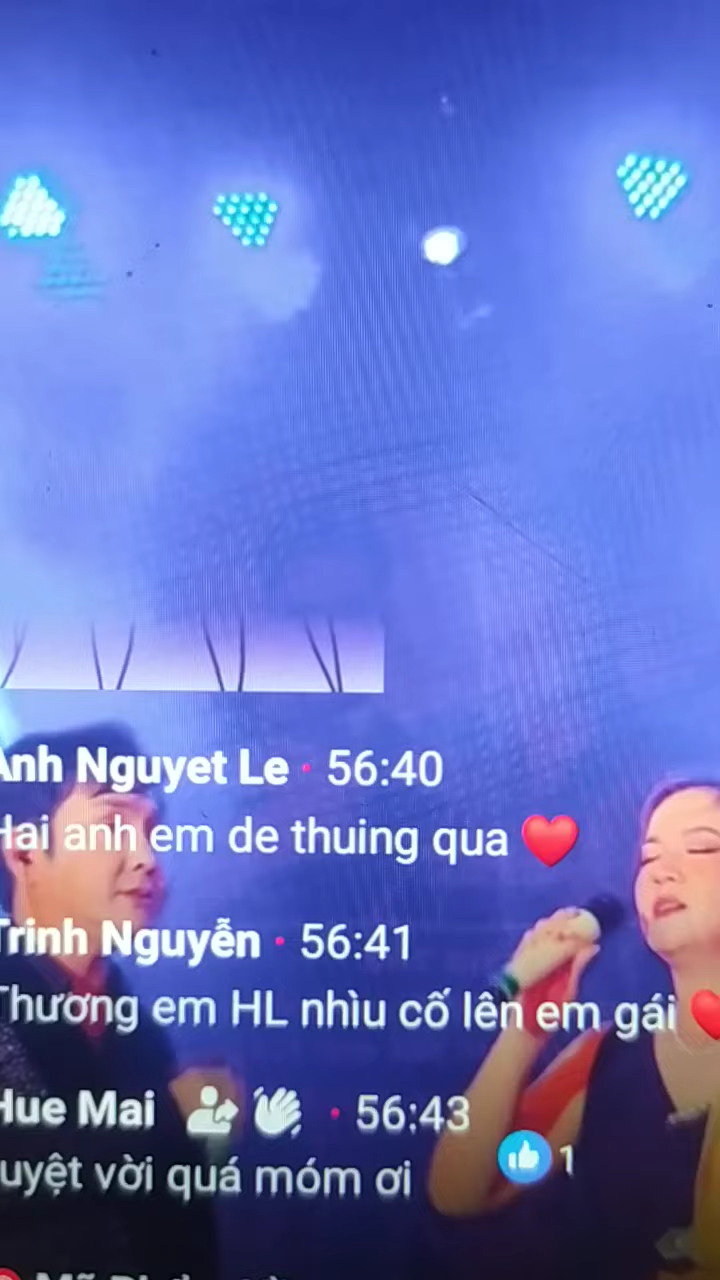 Anh Nguyet Le • 56:40
Hai anh em de thuing qua ❤️
Trinh Nguyễn • 56:41
Thường em HL nhìu cố lên em gái ❤️
Hue Mai • 56:43
uyệt vời quá móm ơi
1